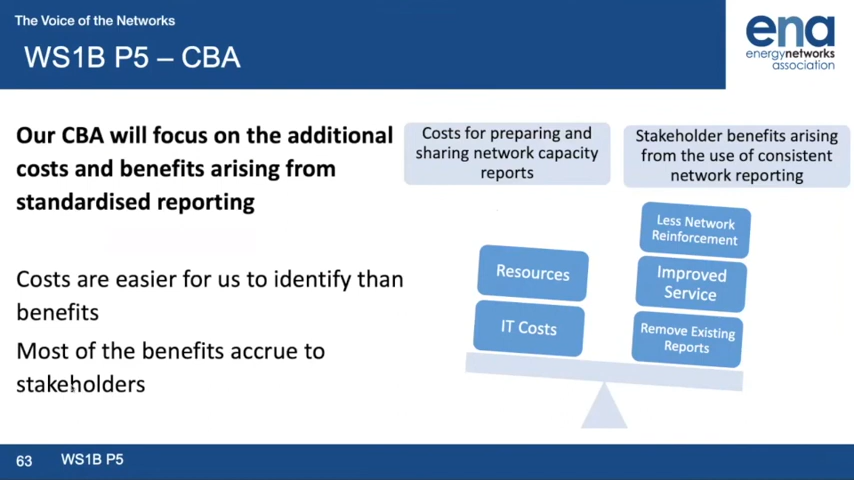 The Voice of the Networks
WS1B P5 – CBA
ena
energynetworks
association
Our CBA will focus on the additional
costs and benefits arising from
standardised reporting
Costs are easier for us to identify than
benefits
Most of the benefits accrue to
stakeholders
Costs for preparing and
sharing network capacity
reports
Stakeholder benefits arising
from the use of consistent
network reporting
Resources
IT Costs
Less Network
Reinforcement
Improved
Service
Remove Existing
Reports
63
WS1B P5